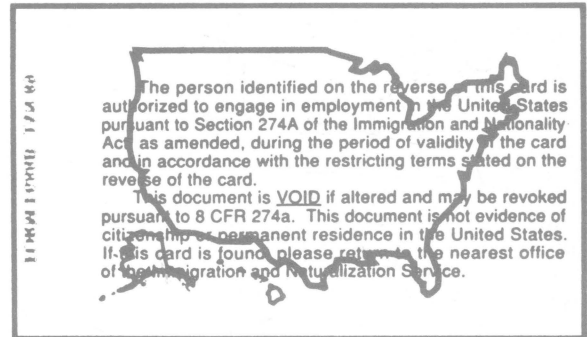 The person identified on the reverse of this card is
authorized to engage in employment in the United States
pursuant to Section 274A of the Immigration and Nationality
Act, as amended, during the period of validity of the card
and in accordance with the restricting terms stated on the
reverse of the card.
This document is VOID if altered and may be revoked
pursuant to 8 CFR 274a. This document is not evidence of
citizenship or permanent residence in the United States.
If this card is found, please return to the nearest office
of the Immigration and Naturalization Service.